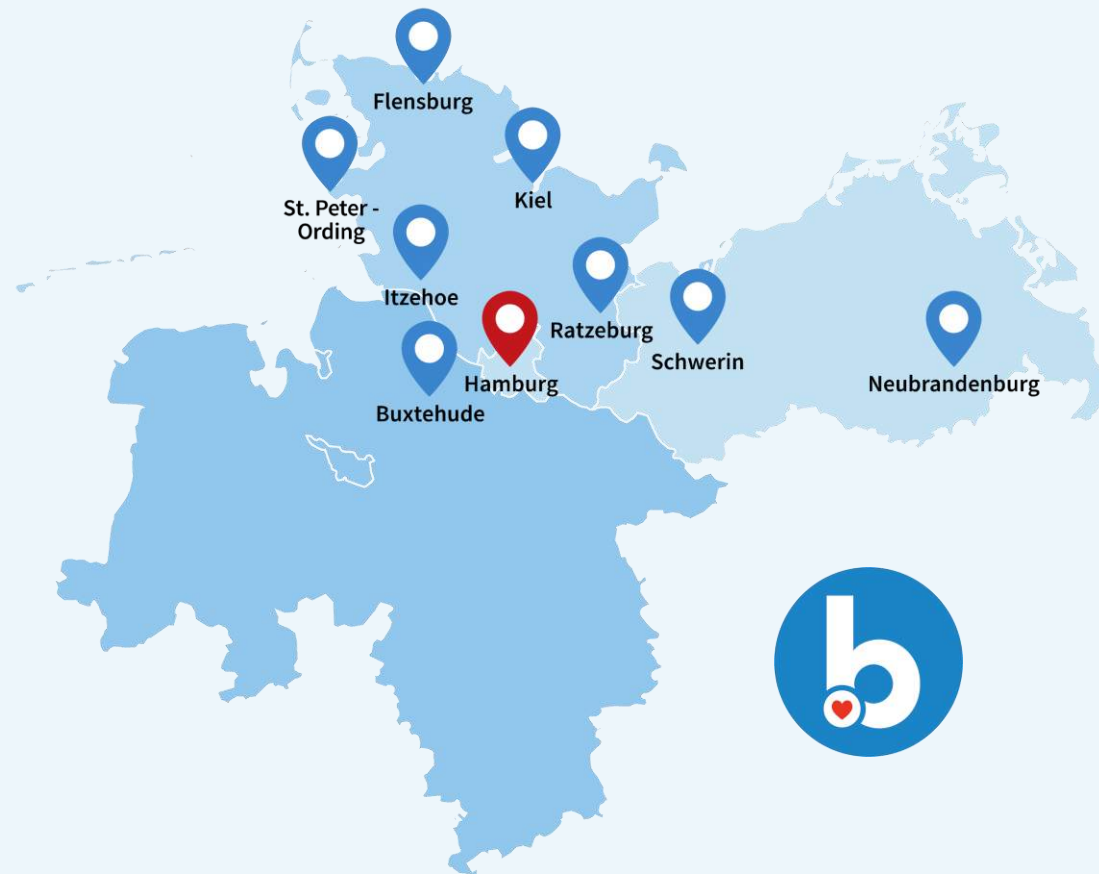 Flensburg
Kiel
St. Peter -
Ording
Itzehoe
Ratzeburg
Schwerin
Hamburg
Neubrandenburg
Buxtehude
b